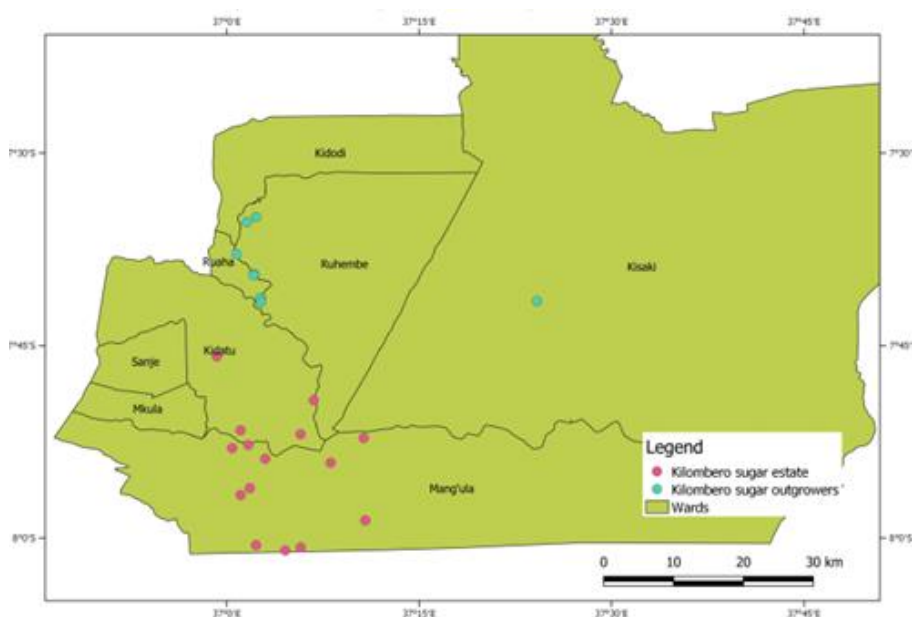 37°0'E 37°15'E 37°30'E 37°45'E
7°30'S Kidodi 7°30'S
Ruaha Ruhembe Kisaki
7°45'S Kidatu 7°45'S
Sanje
Mkula
Legend
Kilombero sugar estate
Mang'ula Kilombero sugar outgrowers
Wards
8°0'S 8°0'S
0 10 20 30 km
37°0'E 37°15'E 37°30'E 37°45'E